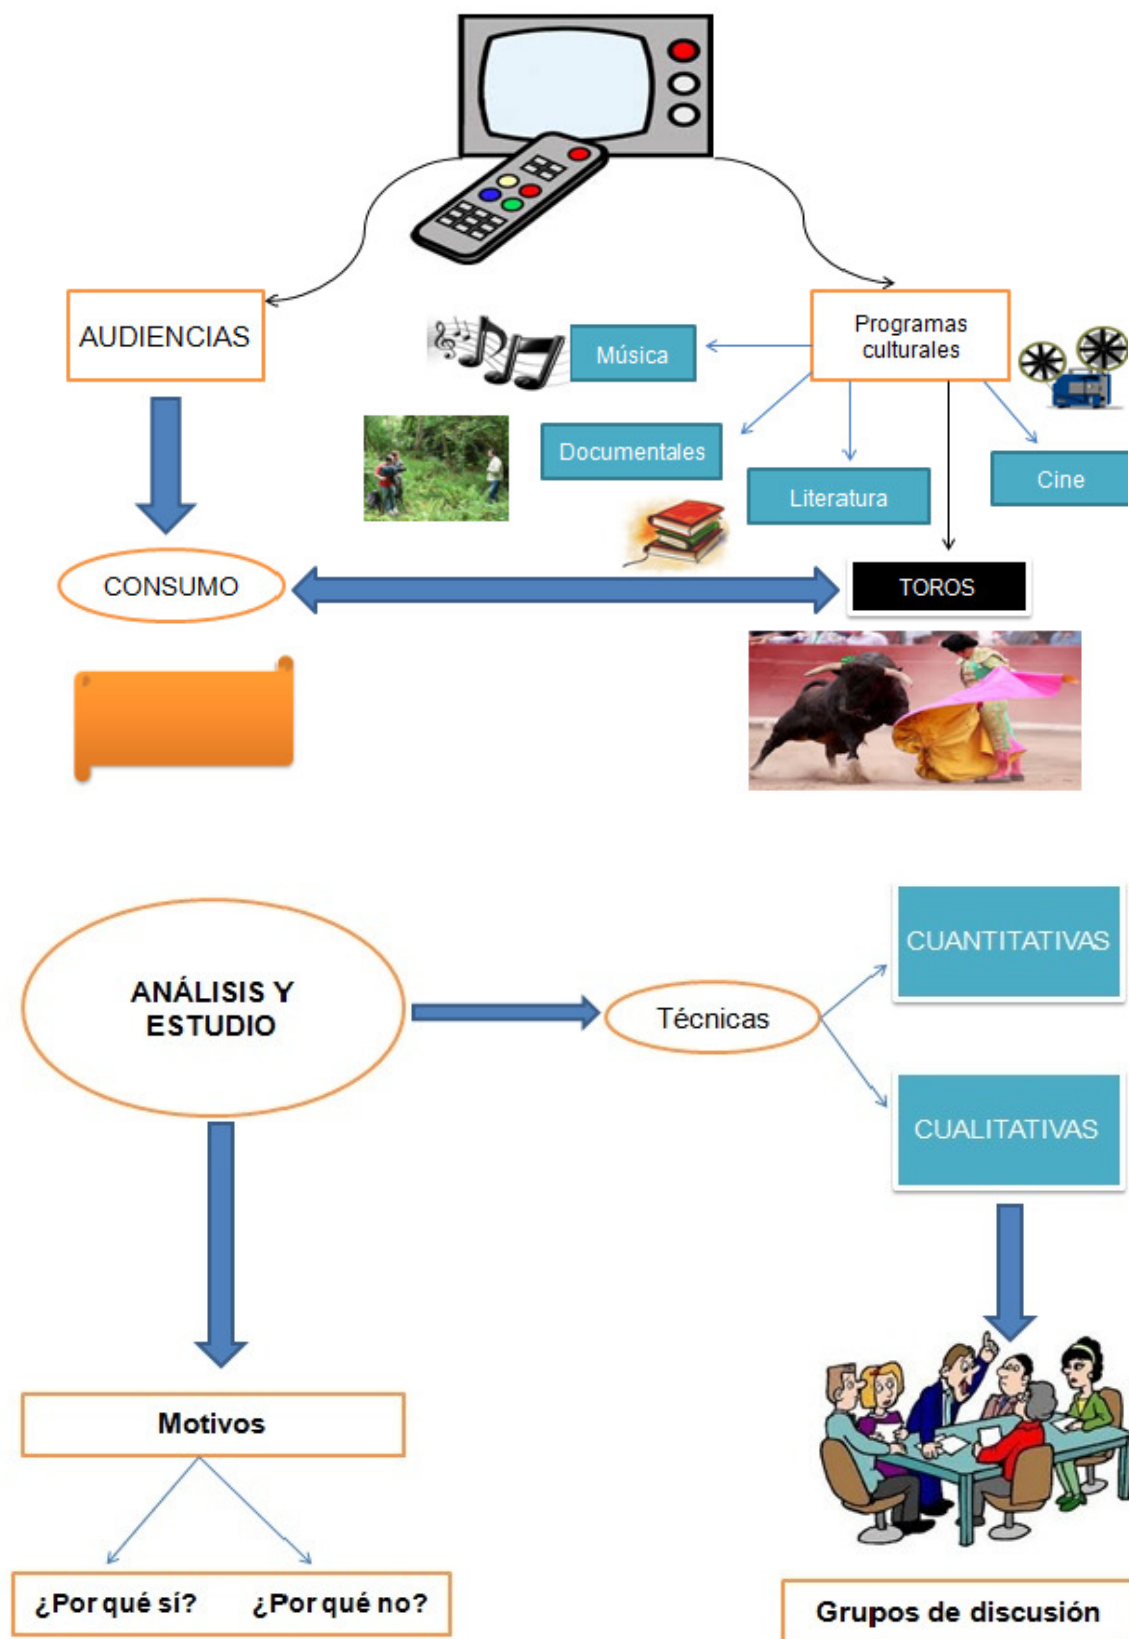 AUDIENCIAS
Programas
culturales
Música
Documentales
Literatura
Cine
CONSUMO
TOROS
ANÁLISIS Y
ESTUDIO
Técnicas
CUANTITATIVAS
CUALITATIVAS
Motivos
¿Por qué sí? ¿Por qué no?
Grupos de discusión